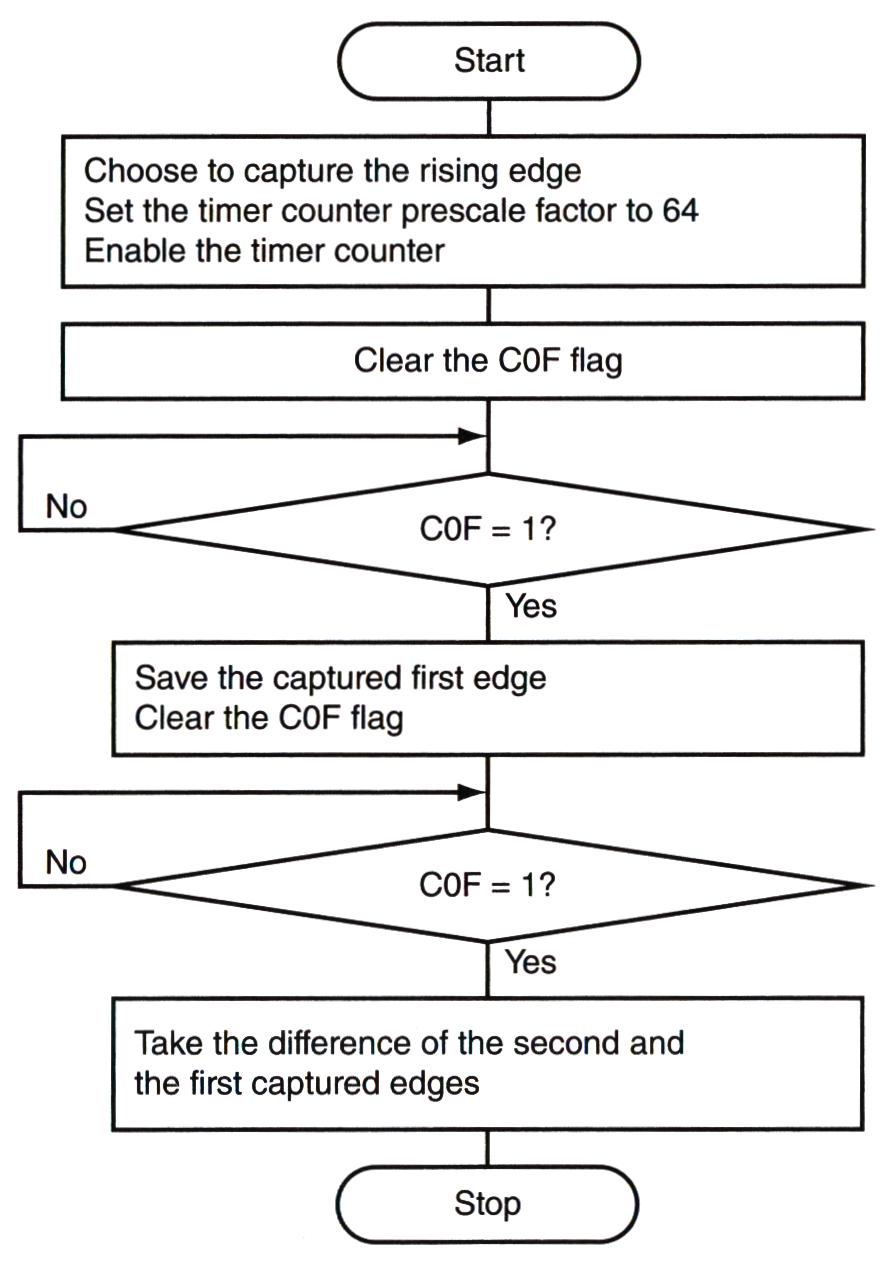 Start
Choose to capture the rising edge
Set the timer counter prescale factor to 64
Enable the timer counter
Clear the C0F flag
No
C0F = 1?
Yes
Save the captured first edge
Clear the C0F flag
No
C0F = 1?
Yes
Take the difference of the second and
the first captured edges
Stop